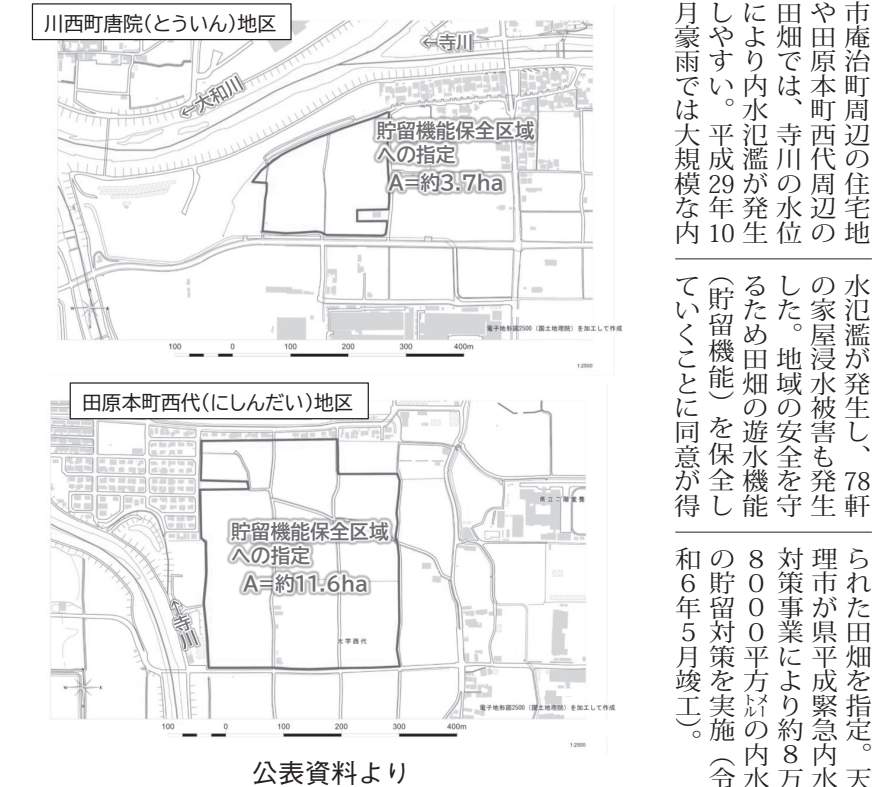 市庵治町周辺の住宅地
や田原本町西代周辺の
田畑では、寺川の水位
により内水氾濫が発生
しやすい。平成29年10
月豪雨では大規模な内
水氾濫が発生し、78軒
の家屋浸水被害も発生
した。地域の安全を守
るため田畑の遊水機能
（貯留機能）を保全し
ていくことに同意が得
られた田畑を指定。天
理市が県平成緊急内水
対策事業により約８万
８０００平方㍍の内水
の貯留対策を実施（令
和６年５月竣工）。
川西町唐院(とういん)地区
←寺川
←大和川
貯留機能保全区域
への指定
A=約3.7ha
電子地形図2500（国土地理院）を加工して作成
100 0 100 200 300 400m
1:2500
田原本町西代(にしんだい)地区
貯留機能保全区域
への指定
A=約11.6ha
←寺川
大字西代
電子地形図2500（国土地理院）を加工して作成
100 0 100 200 300 400m
1:2500
公表資料より